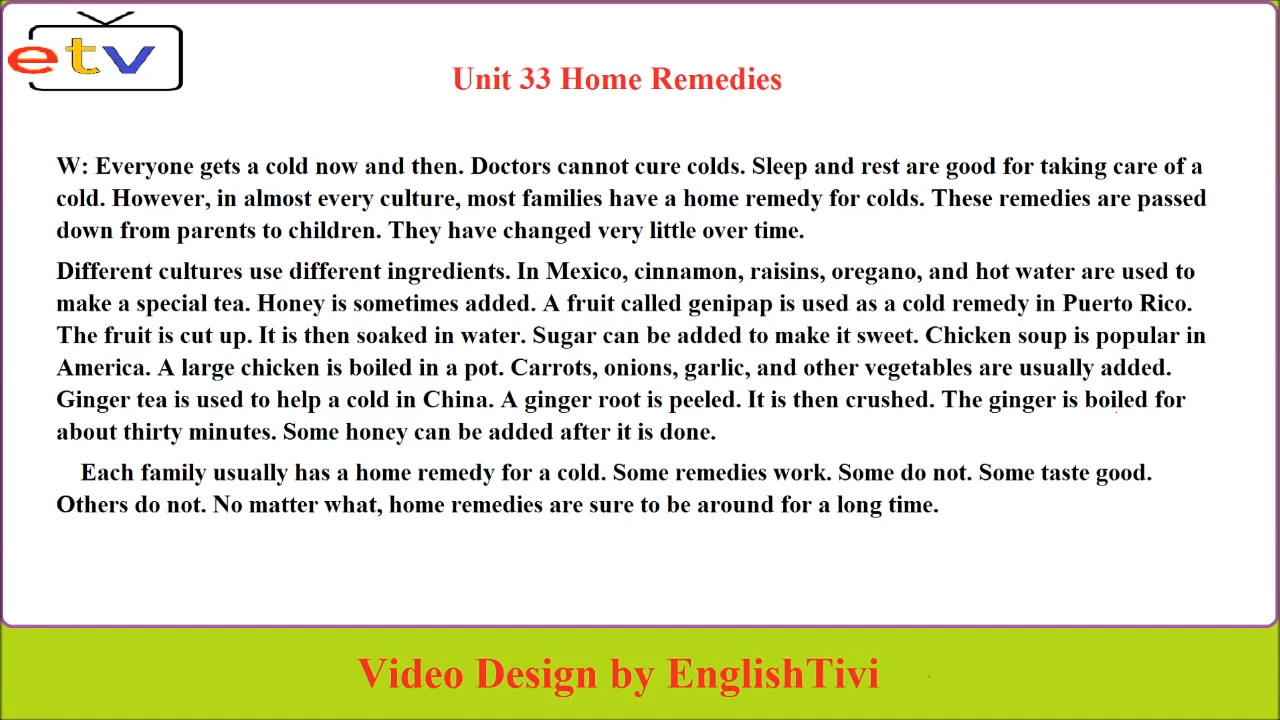 etv
Unit 33 Home Remedies
W: Everyone gets a cold now and then. Doctors cannot cure colds. Sleep and rest are good for taking care of a
cold. However, in almost every culture, most families have a home remedy for colds. These remedies are passed
down from parents to children. They have changed very little over time.
Different cultures use different ingredients. In Mexico, cinnamon, raisins, oregano, and hot water are used to
make a special tea. Honey is sometimes added. A fruit called genipap is used as a cold remedy in Puerto Rico.
The fruit is cut up. It is then soaked in water. Sugar can be added to make it sweet. Chicken soup is popular in
America. A large chicken is boiled in a pot. Carrots, onions, garlic, and other vegetables are usually added.
Ginger tea is used to help a cold in China. A ginger root is peeled. It is then crushed. The ginger is boiled for
about thirty minutes. Some honey can be added after it is done.
Each family usually has a home remedy for a cold. Some remedies work. Some do not. Some taste good.
Others do not. No matter what, home remedies are sure to be around for a long time.
Video Design by EnglishTivi